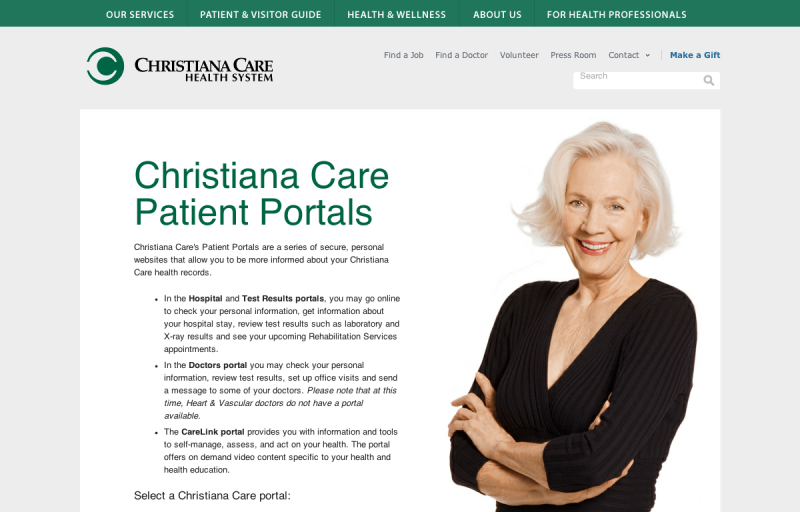 OUR SERVICES PATIENT & VISITOR GUIDE HEALTH & WELLNESS ABOUT US FOR HEALTH PROFESSIONALS
CHRISTIANA CARE
HEALTH SYSTEM
Find a Job Find a Doctor Volunteer Press Room Contact Make a Gift
Search
Christiana Care
Patient Portals
Christiana Care's Patient Portals are a series of secure, personal
websites that allow you to be more informed about your Christiana
Care health records.
• In the Hospital and Test Results portals, you may go online
to check your personal information, get information about
your hospital stay, review test results such as laboratory and
X-ray results and see your upcoming Rehabilitation Services
appointments.
• In the Doctors portal you may check your personal
information, review test results, set up office visits and send
a message to some of your doctors. Please note that at this
time, Heart & Vascular doctors do not have a portal
available.
• The CareLink portal provides you with information and tools
to self-manage, assess, and act on your health. The portal
offers on demand video content specific to your health and
health education.
Select a Christiana Care portal: